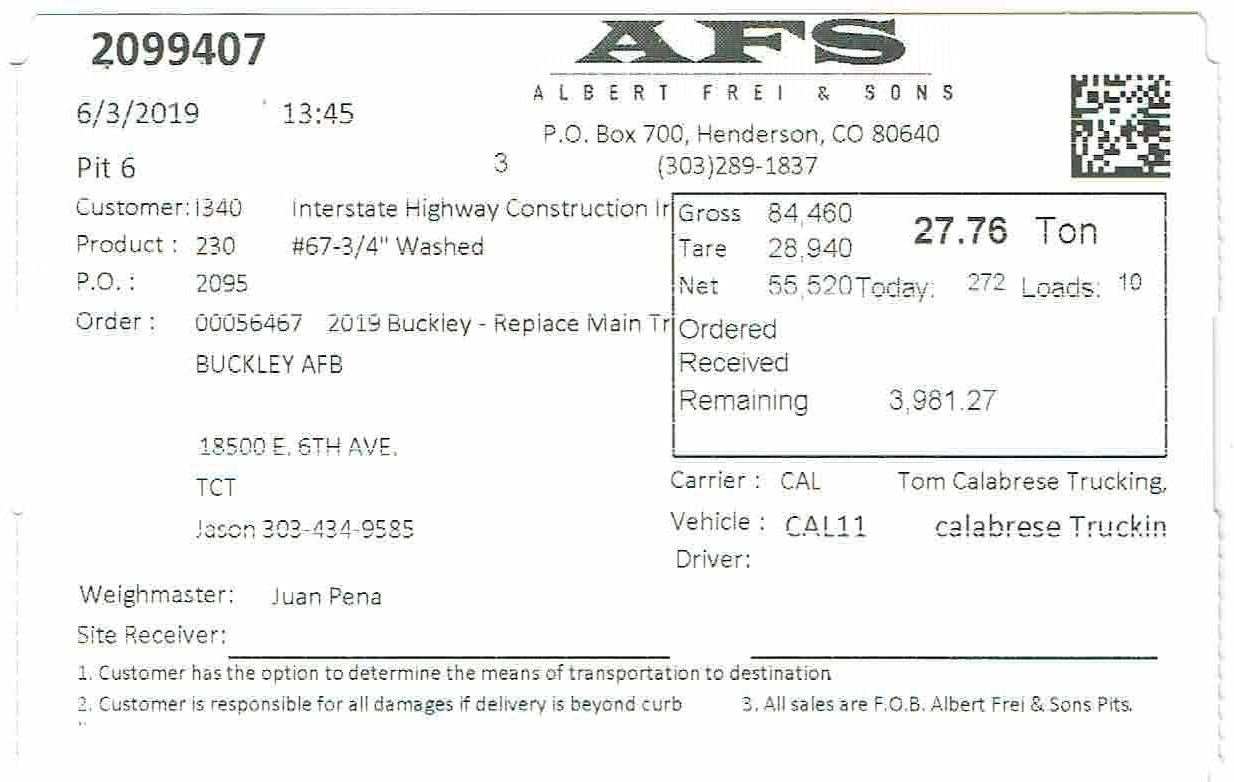 2099407
AFS
ALBERT FREI & SONS
6/3/2019 13:45
P.O. Box 700, Henderson, CO 80640
Pit 6 3 (303)289-1837
Customer: I340 Interstate Highway Construction Ir
Product : 230 #67-3/4" Washed
P.O. : 2095
Order : 00056467 2019 Buckley - Replace Main Tr
BUCKLEY AFB
18500 E. 6TH AVE.
TCT
Jason 303-434-9585
Gross 84,460 27.76 Ton
Tare 28,940
Net 55,520 Today: 272 Loads: 10
Ordered
Received
Remaining 3,981.27
Carrier : CAL Tom Calabrese Trucking,
Vehicle : CAL11 calabrese Truckin
Driver:
Weighmaster: Juan Pena
Site Receiver:
1. Customer has the option to determine the means of transportation to destination
2. Customer is responsible for all damages if delivery is beyond curb 3. All sales are F.O.B. Albert Frei & Sons Pits.